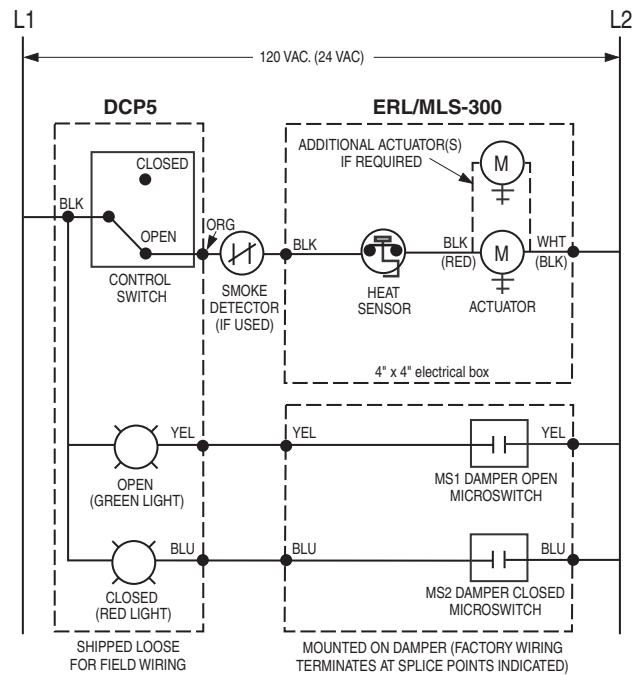 L1
L2
120 VAC. (24 VAC)
DCP5
ERL/MLS-300
ADDITIONAL ACTUATOR(S)
IF REQUIRED
M
CLOSED
BLK
OPEN
ORG
BLK
BLK
(RED)
M
WHT
(BLK)
CONTROL
SWITCH
SMOKE
DETECTOR
(IF USED)
HEAT
SENSOR
ACTUATOR
4" x 4" electrical box
YEL
YEL
YEL
OPEN
(GREEN LIGHT)
MS1 DAMPER OPEN
MICROSWITCH
BLU
BLU
BLU
CLOSED
(RED LIGHT)
MS2 DAMPER CLOSED
MICROSWITCH
SHIPPED LOOSE
FOR FIELD WIRING
MOUNTED ON DAMPER (FACTORY WIRING
TERMINATES AT SPLICE POINTS INDICATED)